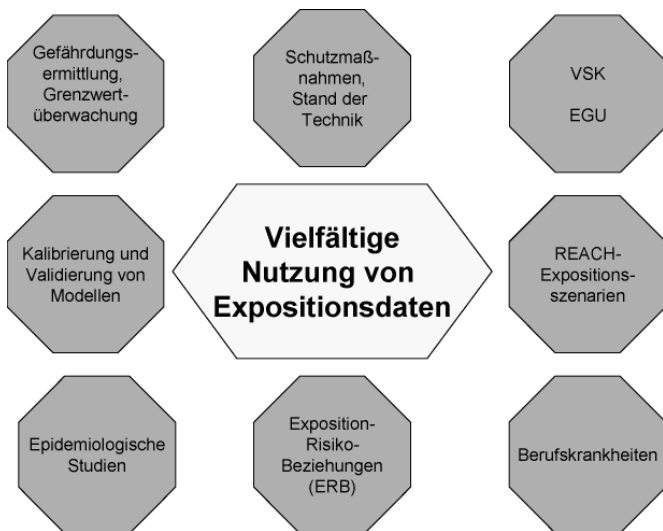 Gefährdungs-
ermittlung,
Grenzwert-
überwachung
Schutzmaß-
nahmen,
Stand der
Technik
VSK
EGU
Kalibrierung und
Validierung von
Modellen
Vielfältige
Nutzung von
Expositionsdaten
REACH-
Expositions-
szenarien
Epidemiologische
Studien
Exposition-
Risiko-
Beziehungen
(ERB)
Berufskrankheiten